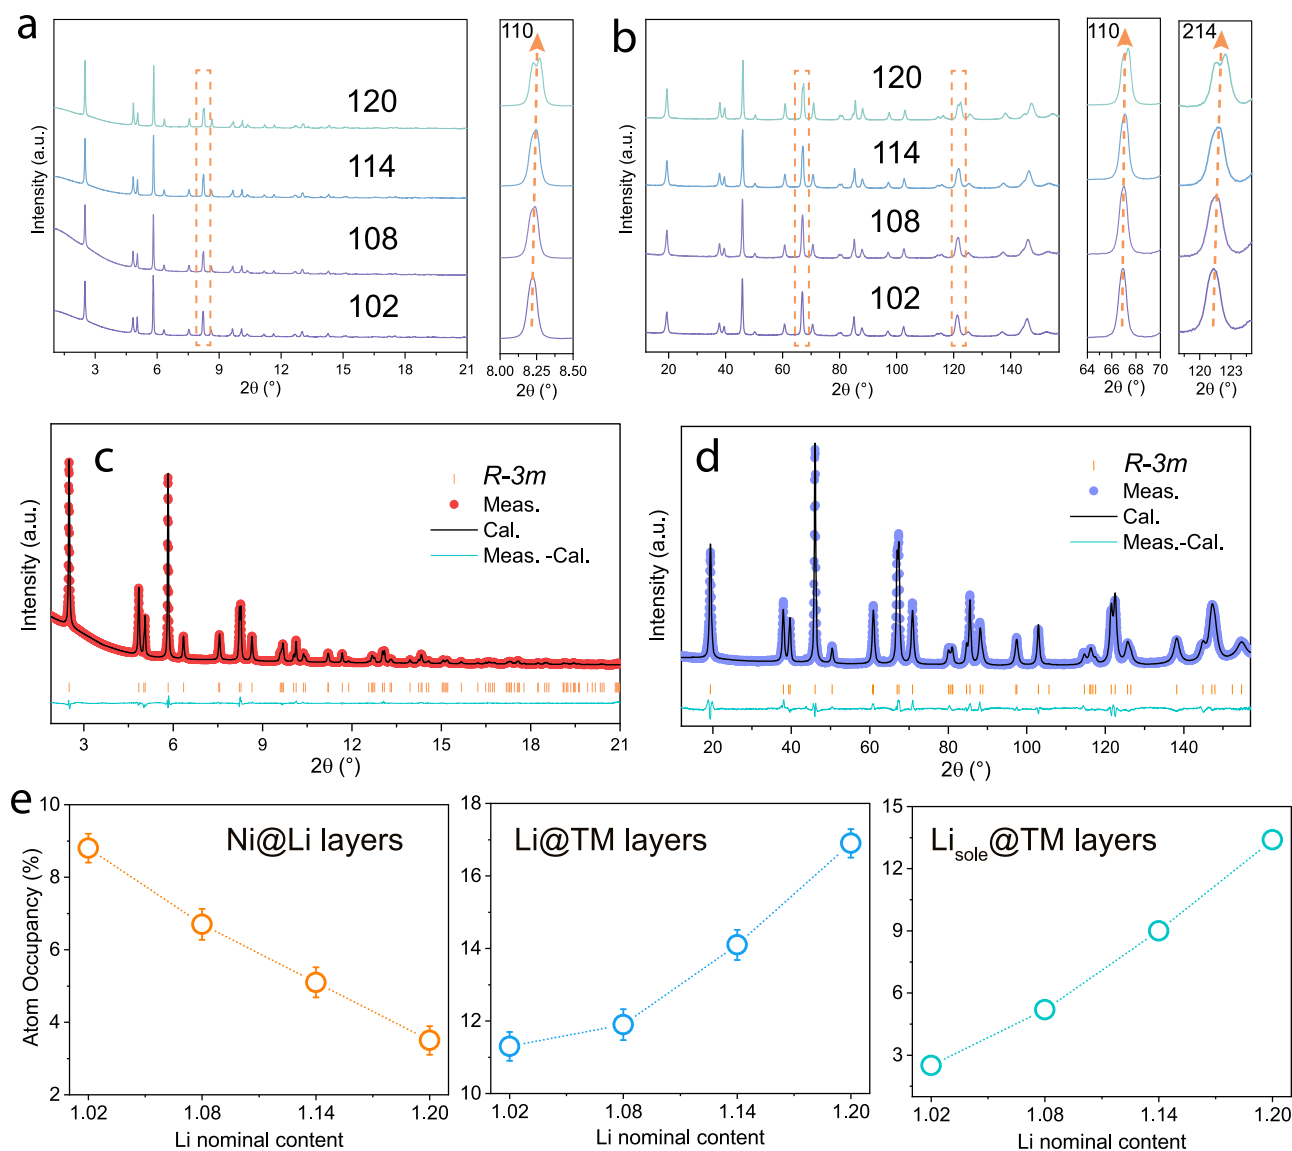 a
Intensity (a.u.)
120
114
108
102
3 6 9 12 15 18 21
2θ (°)
110
8.00 8.25 8.50
2θ (°)
b
Intensity (a.u.)
120
114
108
102
20 40 60 80 100 120 140
2θ (°)
110
64 66 68 70
2θ (°)
214
120 123
2θ (°)
c
Intensity (a.u.)
R-3m
Meas.
Cal.
Meas. -Cal.
3 6 9 12 15 18 21
2θ (°)
d
Intensity (a.u.)
R-3m
Meas.
Cal.
Meas.-Cal.
20 40 60 80 100 120 140
2θ (°)
e
Atom Occupancy (%)
10
8
6
4
2
Ni@Li layers
1.02 1.08 1.14 1.20
Li nominal content
18
16
14
12
10
Li@TM layers
1.02 1.08 1.14 1.20
Li nominal content
15
12
9
6
3
Li_sole@TM layers
1.02 1.08 1.14 1.20
Li nominal content